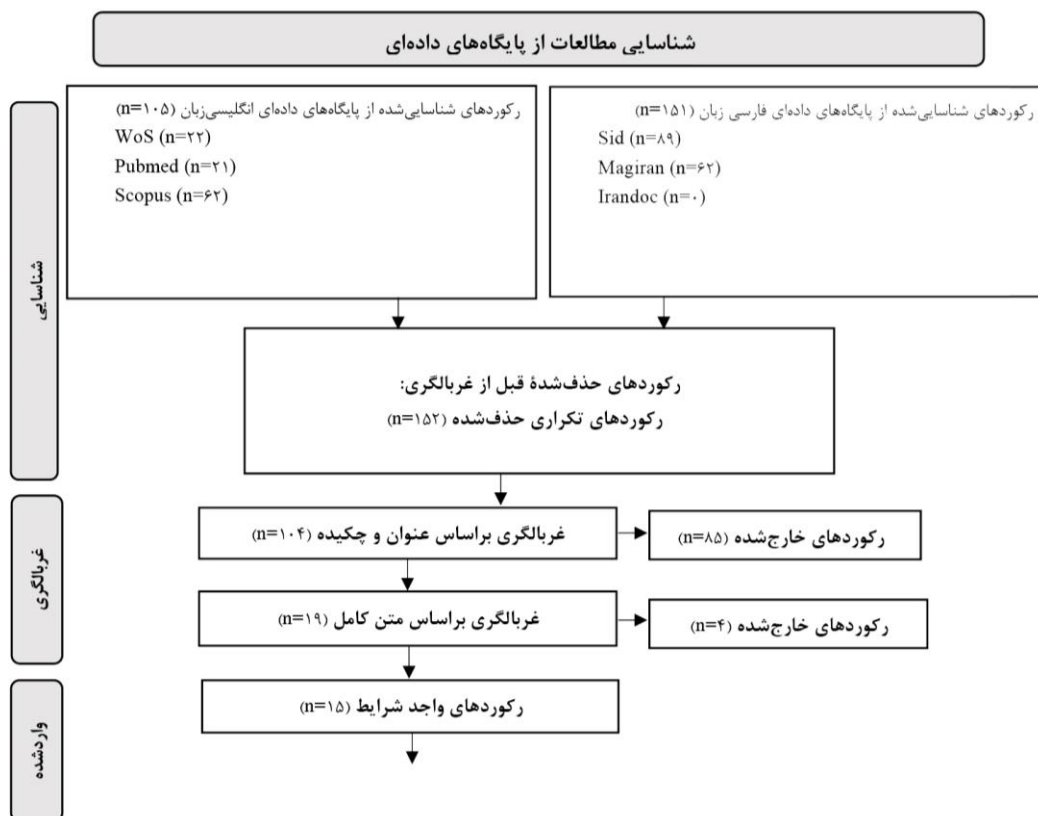 شناسایی مطالعات از پایگاه‌های داده‌ای
شناسایی
رکوردهای شناسایی‌شده از پایگاه‌های داده‌ای فارسی زبان (n=۱۵۱)
Sid (n=۸۹)
Magiran (n=۶۲)
Irandoc (n=۰)
رکوردهای شناسایی‌شده از پایگاه‌های داده‌ای انگلیسی‌زبان (n=۱۰۵)
WoS (n=۲۲)
Pubmed (n=۲۱)
Scopus (n=۶۲)
رکوردهای حذف‌شدهٔ قبل از غربالگری:
رکوردهای تکراری حذف‌شده (n=۱۵۲)
غربالگری
غربالگری براساس عنوان و چکیده (n=۱۰۴)
رکوردهای خارج‌شده (n=۸۵)
غربالگری براساس متن کامل (n=۱۹)
رکوردهای خارج‌شده (n=۴)
واردشده
رکوردهای واجد شرایط (n=۱۵)